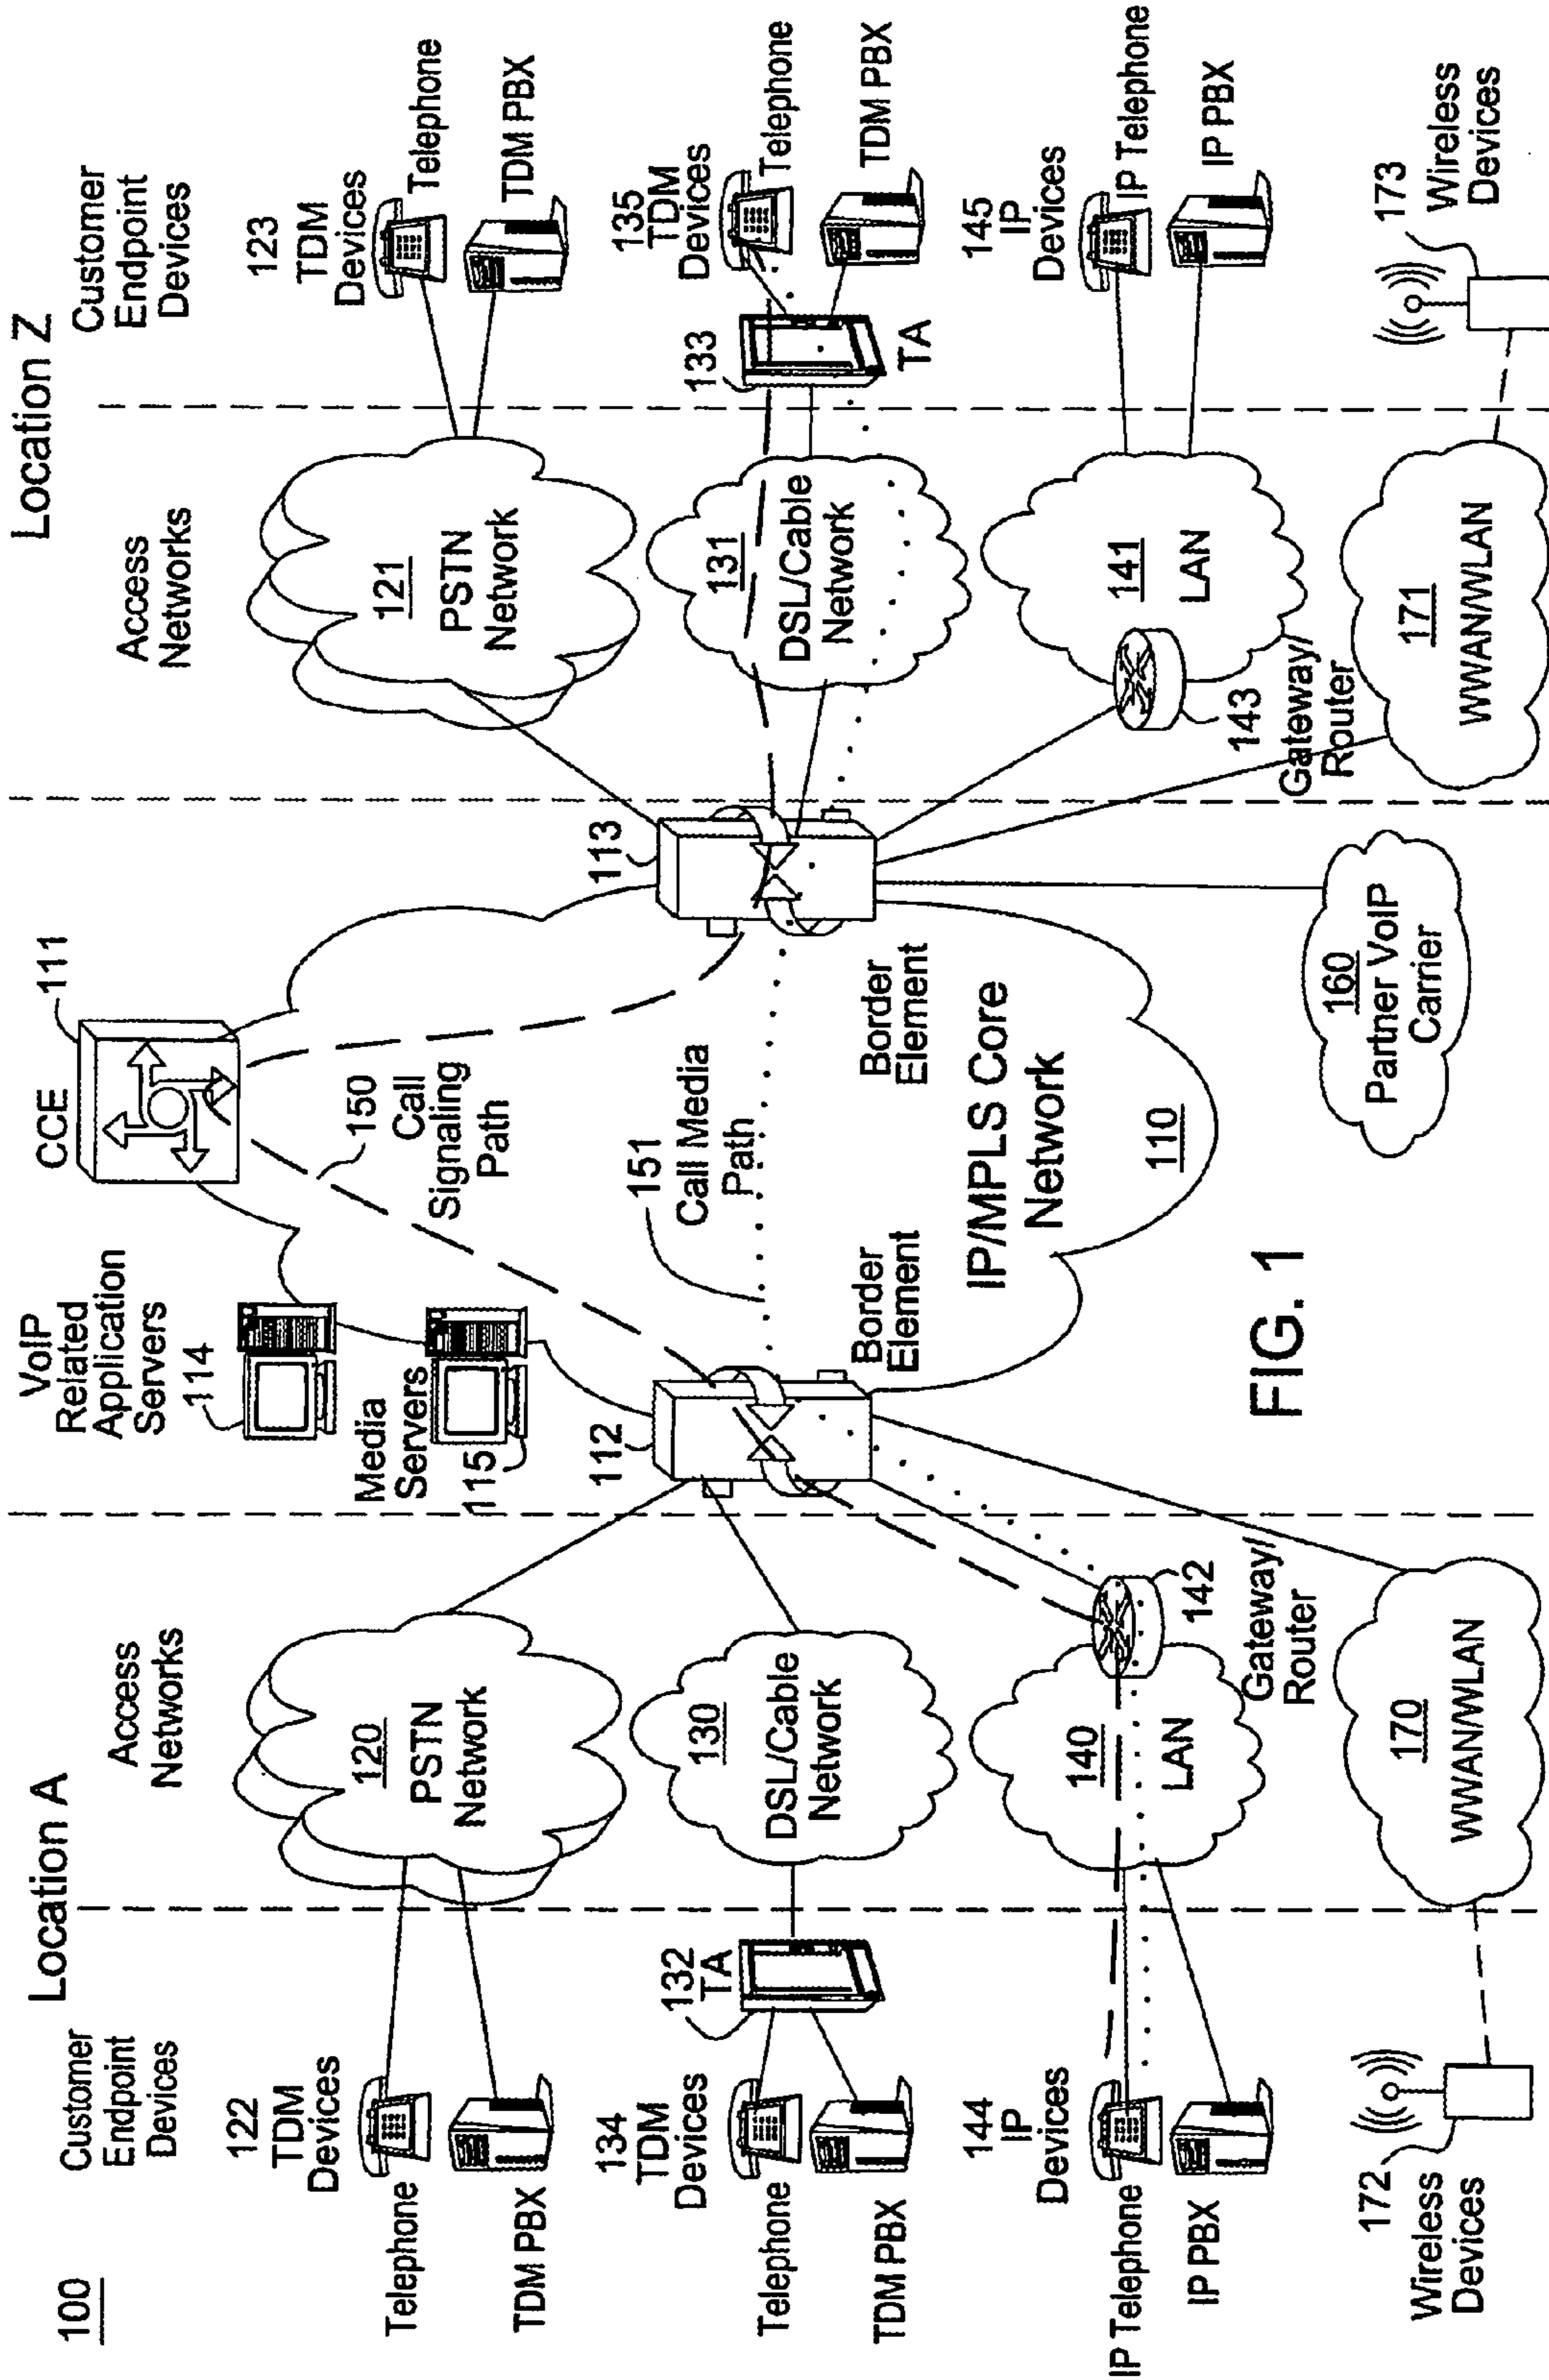 100
Location A
Location Z
Customer
Endpoint
Devices
Access
Networks
VoIP
Related
Application
Servers
114
Media
Servers
115
CCE
111
Access
Networks
Customer
Endpoint
Devices
122
TDM
Devices
Telephone
TDM PBX
120
PSTN
Network
112
150
Call
Signaling
Path
113
121
PSTN
Network
123
TDM
Devices
Telephone
TDM PBX
134
TDM
Devices
Telephone
TDM PBX
132
TA
130
DSL/Cable
Network
151
Call Media
Path
Border
Element
Border
Element
131
DSL/Cable
Network
133
TA
135
TDM
Devices
Telephone
TDM PBX
144
IP
Devices
IP Telephone
IP PBX
140
LAN
142
Gateway/
Router
IP/MPLS Core
Network
110
141
LAN
143
Gateway/
Router
145
IP
Devices
IP Telephone
IP PBX
172
Wireless
Devices
170
WWAN/WLAN
160
Partner VoIP
Carrier
171
WWAN/WLAN
173
Wireless
Devices
FIG. 1